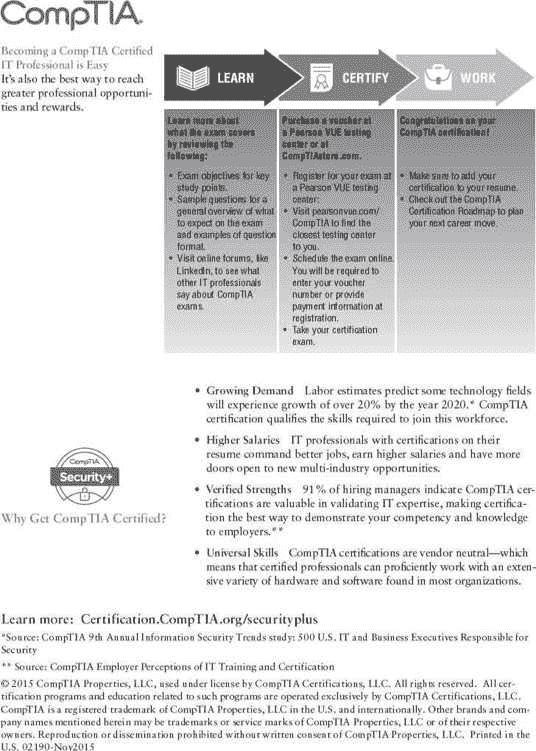 CompTIA.
Becoming a CompTIA Certified
IT Professional is Easy
It's also the best way to reach
greater professional opportuni-
ties and rewards.
LEARN
CERTIFY
WORK
Learn more about
what the exam covers
by reviewing the
following:
• Exam objectives for key
study points.
• Sample questions for a
general overview of what
to expect on the exam
and examples of question
format.
• Visit online forums, like
LinkedIn, to see what
other IT professionals
say about CompTIA
exams.
Purchase a voucher at
a Pearson VUE testing
center or at
CompTIAstore.com.
• Register for your exam at
a Pearson VUE testing
center:
• Visit pearsonvue.com/
CompTIA to find the
closest testing center
to you.
• Schedule the exam online.
You will be required to
enter your voucher
number or provide
payment information at
registration.
• Take your certification
exam.
Congratulations on your
CompTIA certification!
• Make sure to add your
certification to your resume.
• Check out the CompTIA
Certification Roadmap to plan
your next career move.
• Growing Demand Labor estimates predict some technology fields
will experience growth of over 20% by the year 2020.* CompTIA
certification qualifies the skills required to join this workforce.
• Higher Salaries IT professionals with certifications on their
resume command better jobs, earn higher salaries and have more
doors open to new multi-industry opportunities.
• Verified Strengths 91% of hiring managers indicate CompTIA cer-
tifications are valuable in validating IT expertise, making certifica-
tion the best way to demonstrate your competency and knowledge
to employers.**
• Universal Skills CompTIA certifications are vendor neutral—which
means that certified professionals can proficiently work with an exten-
sive variety of hardware and software found in most organizations.
CompTIA
Security+
Why Get CompTIA Certified?
Learn more: Certification.CompTIA.org/securityplus
*Source: CompTIA 9th Annual Information Security Trends study: 500 U.S. IT and Business Executives Responsible for
Security
** Source: CompTIA Employer Perceptions of IT Training and Certification
© 2015 CompTIA Properties, LLC, used under license by CompTIA Certifications, LLC. All rights reserved. All cer-
tification programs and education related to such programs are operated exclusively by CompTIA Certifications, LLC.
CompTIA is a registered trademark of CompTIA Properties, LLC in the U.S. and internationally. Other brands and com-
pany names mentioned herein may be trademarks or service marks of CompTIA Properties, LLC or of their respective
owners. Reproduction or dissemination prohibited without written consent of CompTIA Properties, LLC. Printed in the
U.S. 02190-Nov2015